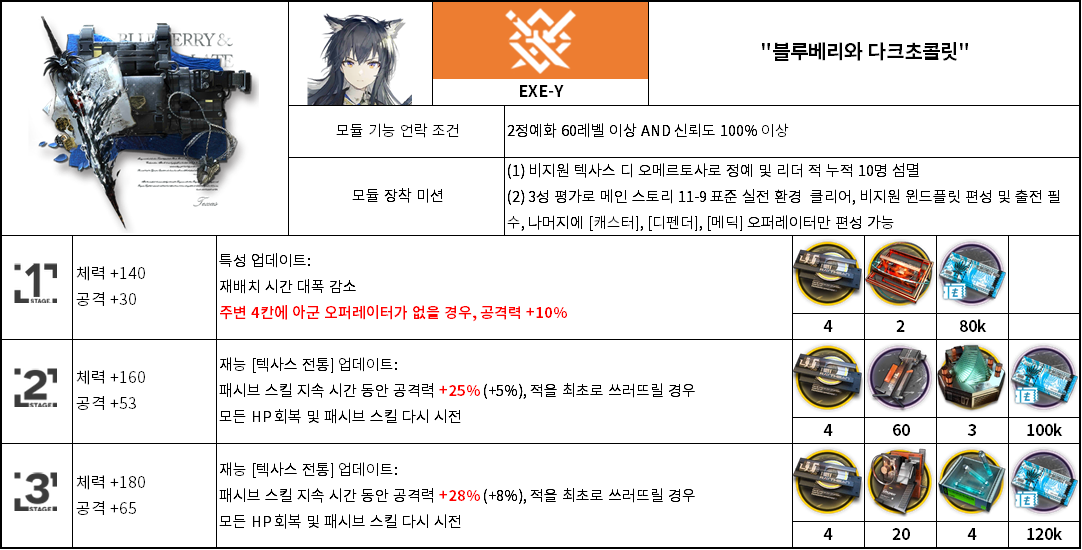 BLUEBERRY &
EXE-Y
"블루베리와 다크초콜릿"
모듈 기능 언락 조건
2정예화 60레벨 이상 AND 신뢰도 100% 이상
모듈 장착 미션
(1) 비지원 텍사스 디 오메르토사로 정예 및 리더 적 누적 10명 섬멸
(2) 3성 평가로 메인 스토리 11-9 표준 실전 환경 클리어, 비지원 윈드플릿 편성 및 출전 필
수, 나머지에 [캐스터], [디펜더], [메딕] 오퍼레이터만 편성 가능
1
STAGE
체력 +140
공격 +30
특성 업데이트:
재배치 시간 대폭 감소
주변 4칸에 아군 오퍼레이터가 없을 경우, 공격력 +10%
4 2 80k
2
STAGE
체력 +160
공격 +53
재능 [텍사스 전통] 업데이트:
패시브 스킬 지속 시간 동안 공격력 +25% (+5%), 적을 최초로 쓰러뜨릴 경우
모든 HP 회복 및 패시브 스킬 다시 시전
4 60 3 100k
3
STAGE
체력 +180
공격 +65
재능 [텍사스 전통] 업데이트:
패시브 스킬 지속 시간 동안 공격력 +28% (+8%), 적을 최초로 쓰러뜨릴 경우
모든 HP 회복 및 패시브 스킬 다시 시전
4 20 4 120k